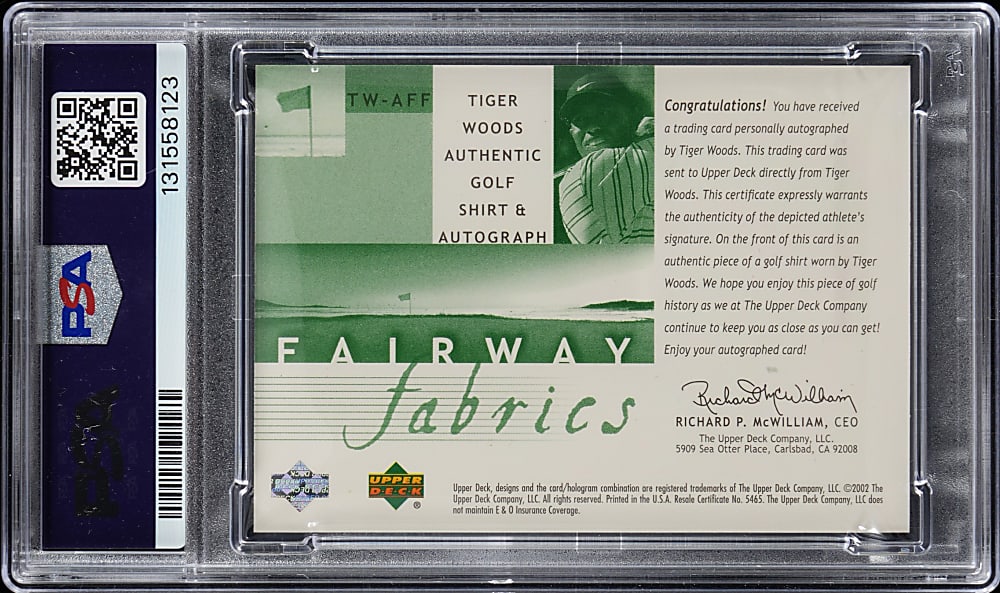 131558123
PSA
TW-AFF
TIGER
WOODS
AUTHENTIC
GOLF
SHIRT &
AUTOGRAPH
FAIRWAY
fabrics
Congratulations! You have received
a trading card personally autographed
by Tiger Woods. This trading card was
sent to Upper Deck directly from Tiger
Woods. This certificate expressly warrants
the authenticity of the depicted athlete's
signature. On the front of this card is an
authentic piece of a golf shirt worn by Tiger
Woods. We hope you enjoy this piece of golf
history as we at The Upper Deck Company
continue to keep you as close as you can get!
Enjoy your autographed card!
Richard McWilliam
RICHARD P. McWILLIAM, CEO
The Upper Deck Company, LLC.
5909 Sea Otter Place, Carlsbad, CA 92008
UPPER
DECK
®
Upper Deck, designs and the card/hologram combination are registered trademarks of The Upper Deck Company, LLC. ©2002 The
Upper Deck Company, LLC. All rights reserved. Printed in the U.S.A. Resale Certificate No. 5465. The Upper Deck Company, LLC does
not maintain E & O Insurance Coverage.